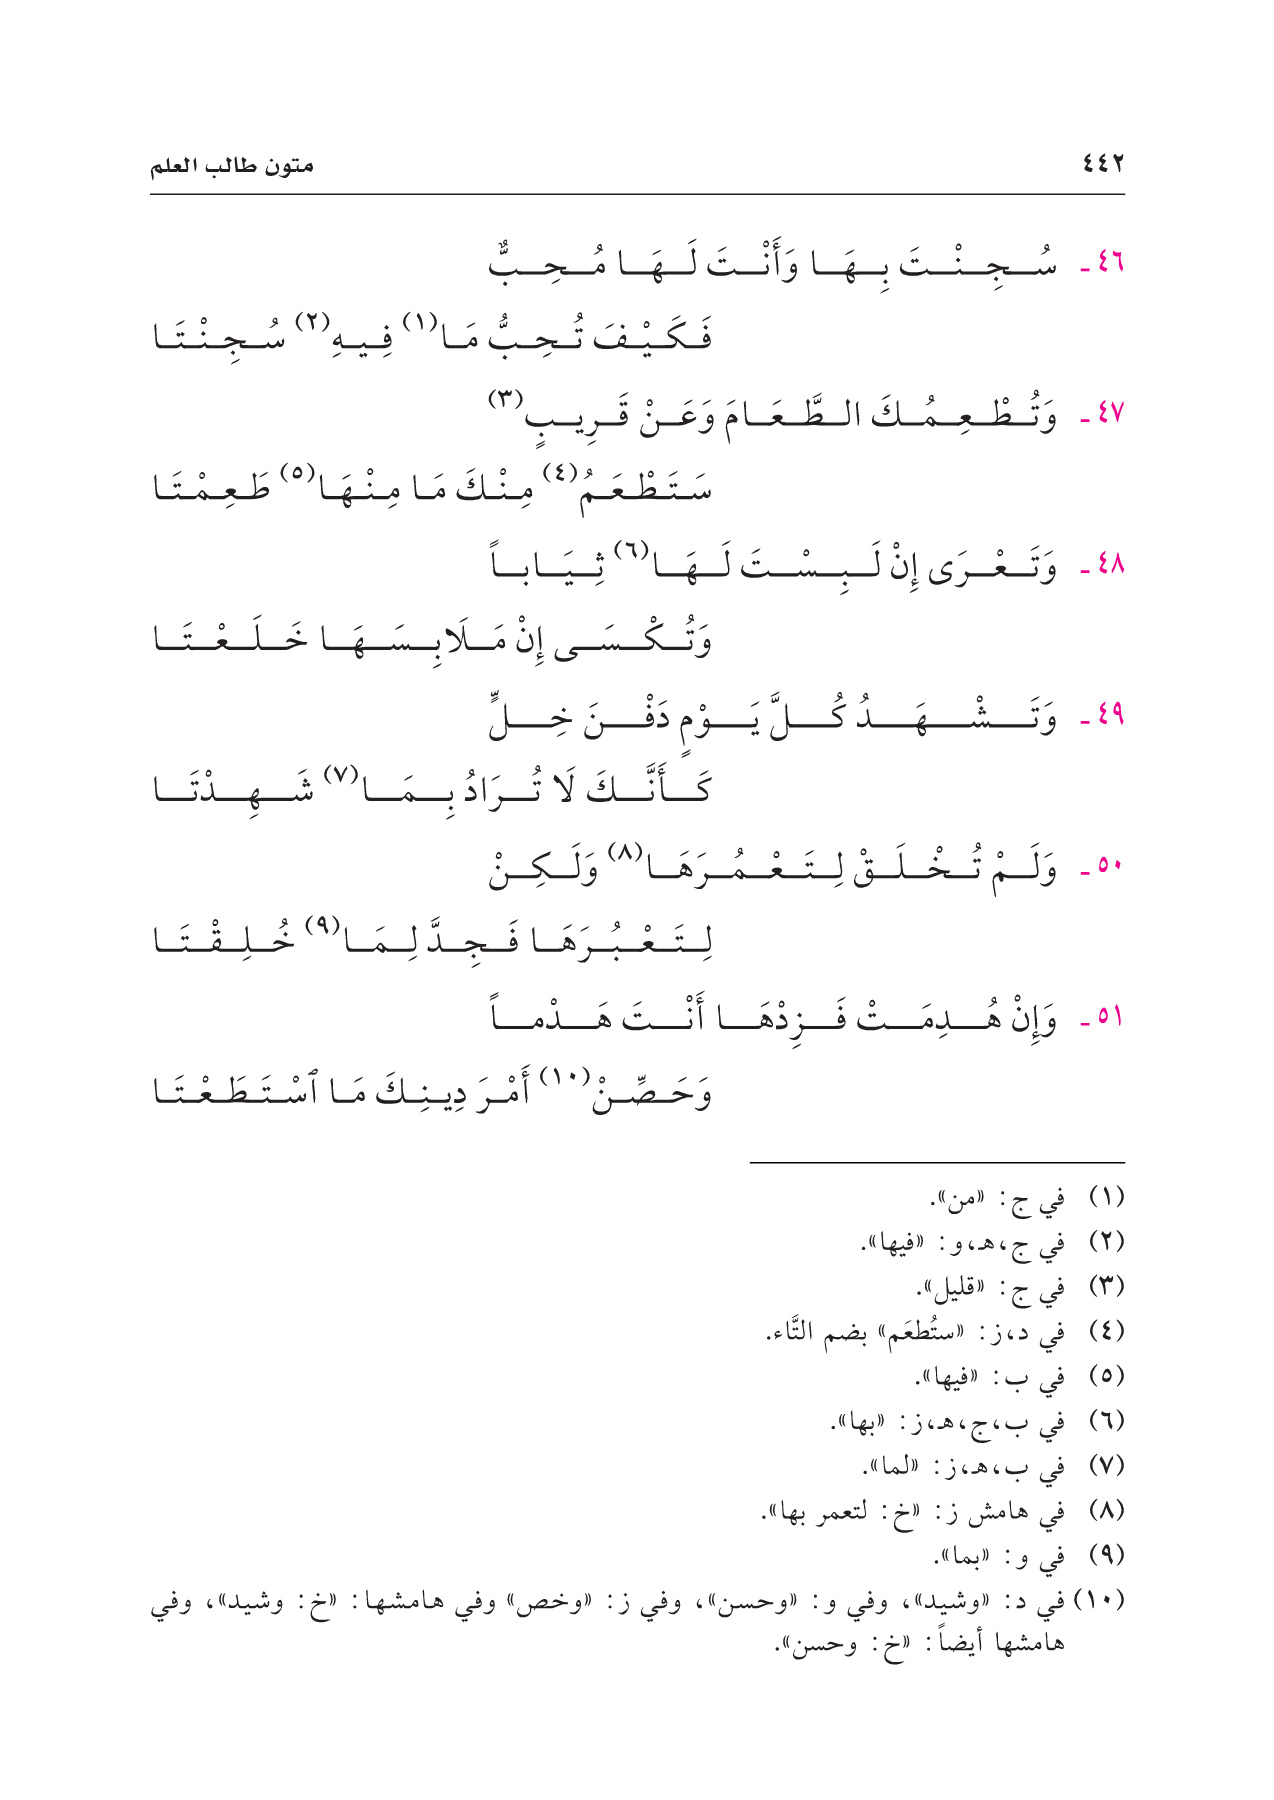 ٤٤٢ متون طالب العلم
٤٦ ـ سُجِنْتَ بِهَا وَأَنْتَ لَهَا مُحِبٌّ
فَكَيْفَ تُحِبُّ مَا(١) فِيهِ(٢) سُجِنْتَا
٤٧ ـ وَتُطْعِمُكَ الطَّعَامَ وَعَنْ قَرِيبٍ(٣)
سَتَطْعَمُ(٤) مِنْكَ مَا مِنْهَا(٥) طَعِمْتَا
٤٨ ـ وَتَعْرَى إِنْ لَبِسْتَ لَهَا(٦) ثِيَاباً
وَتُكْسَى إِنْ مَلَابِسَهَا خَلَعْتَا
٤٩ ـ وَتَشْهَدُ كُلَّ يَوْمٍ دَفْنَ خِلٍّ
كَأَنَّكَ لَا تُرَادُ بِمَا(٧) شَهِدْتَا
٥٠ ـ وَلَمْ تُخْلَقْ لِتَعْمُرَهَا(٨) وَلَكِنْ
لِتَعْبُرَهَا فَجِدَّ لِمَا(٩) خُلِقْتَا
٥١ ـ وَإِنْ هُدِمَتْ فَزِدْهَا أَنْتَ هَدْماً
وَحَصِّنْ(١٠) أَمْرَ دِينِكَ مَا ٱسْتَطَعْتَا
(١) في ج: «من».
(٢) في ج، هـ، و: «فيها».
(٣) في ج: «قليل».
(٤) في د، ز: «ستُطعَم» بضم التَّاء.
(٥) في ب: «فيها».
(٦) في ب، ج، هـ، ز: «بها».
(٧) في ب، هـ، ز: «لما».
(٨) في هامش ز: «خ: لتعمر بها».
(٩) في و: «بما».
(١٠) في د: «وشيد»، وفي و: «وحسن»، وفي ز: «وخص» وفي هامشها: «خ: وشيد»، وفي
هامشها أيضاً: «خ: وحسن».